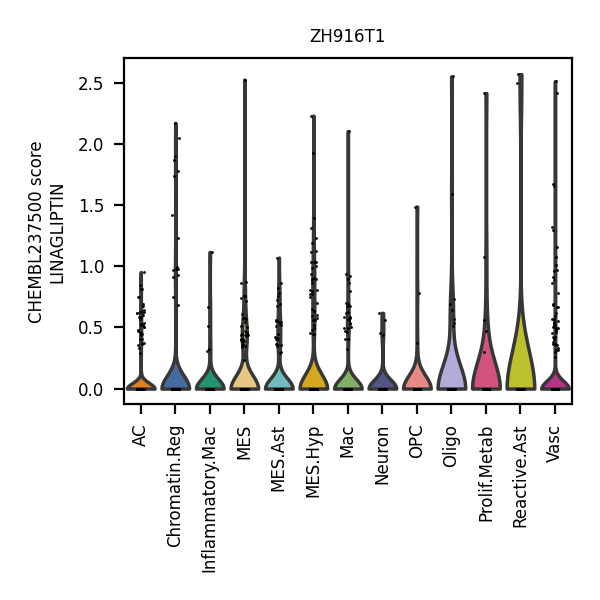 ZH916T1
CHEMBL237500 score
LINAGLIPTIN
2.5
2.0
1.5
1.0
0.5
0.0
AC
Chromatin.Reg
Inflammatory.Mac
MES
MES.Ast
MES.Hyp
Mac
Neuron
OPC
Oligo
Prolif.Metab
Reactive.Ast
Vasc